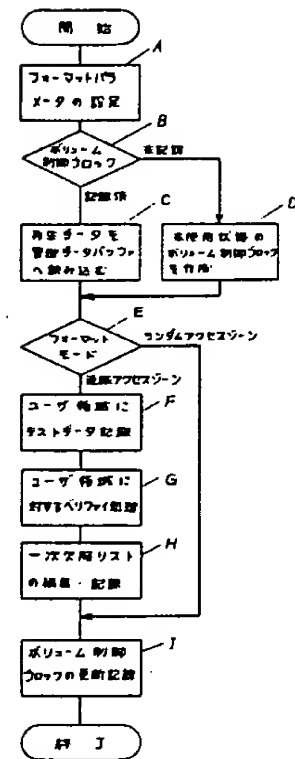 開始
A
フォーマットパラ
メータの設定
B
ボリューム
制御ブロック
未記録
記録済
C
再生データを
管理データバッファ
へ読み込む
D
未使用状態の
ボリューム制御ブロック
を作成
E
フォーマット
モード
ランダムアクセスゾーン
追記アクセスゾーン
F
ユーザ領域に
テストデータ記録
G
ユーザ領域に
対するベリファイ処理
H
一次欠陥リスト
の編集・記録
I
ボリューム制御
ブロックの更新記録
終了